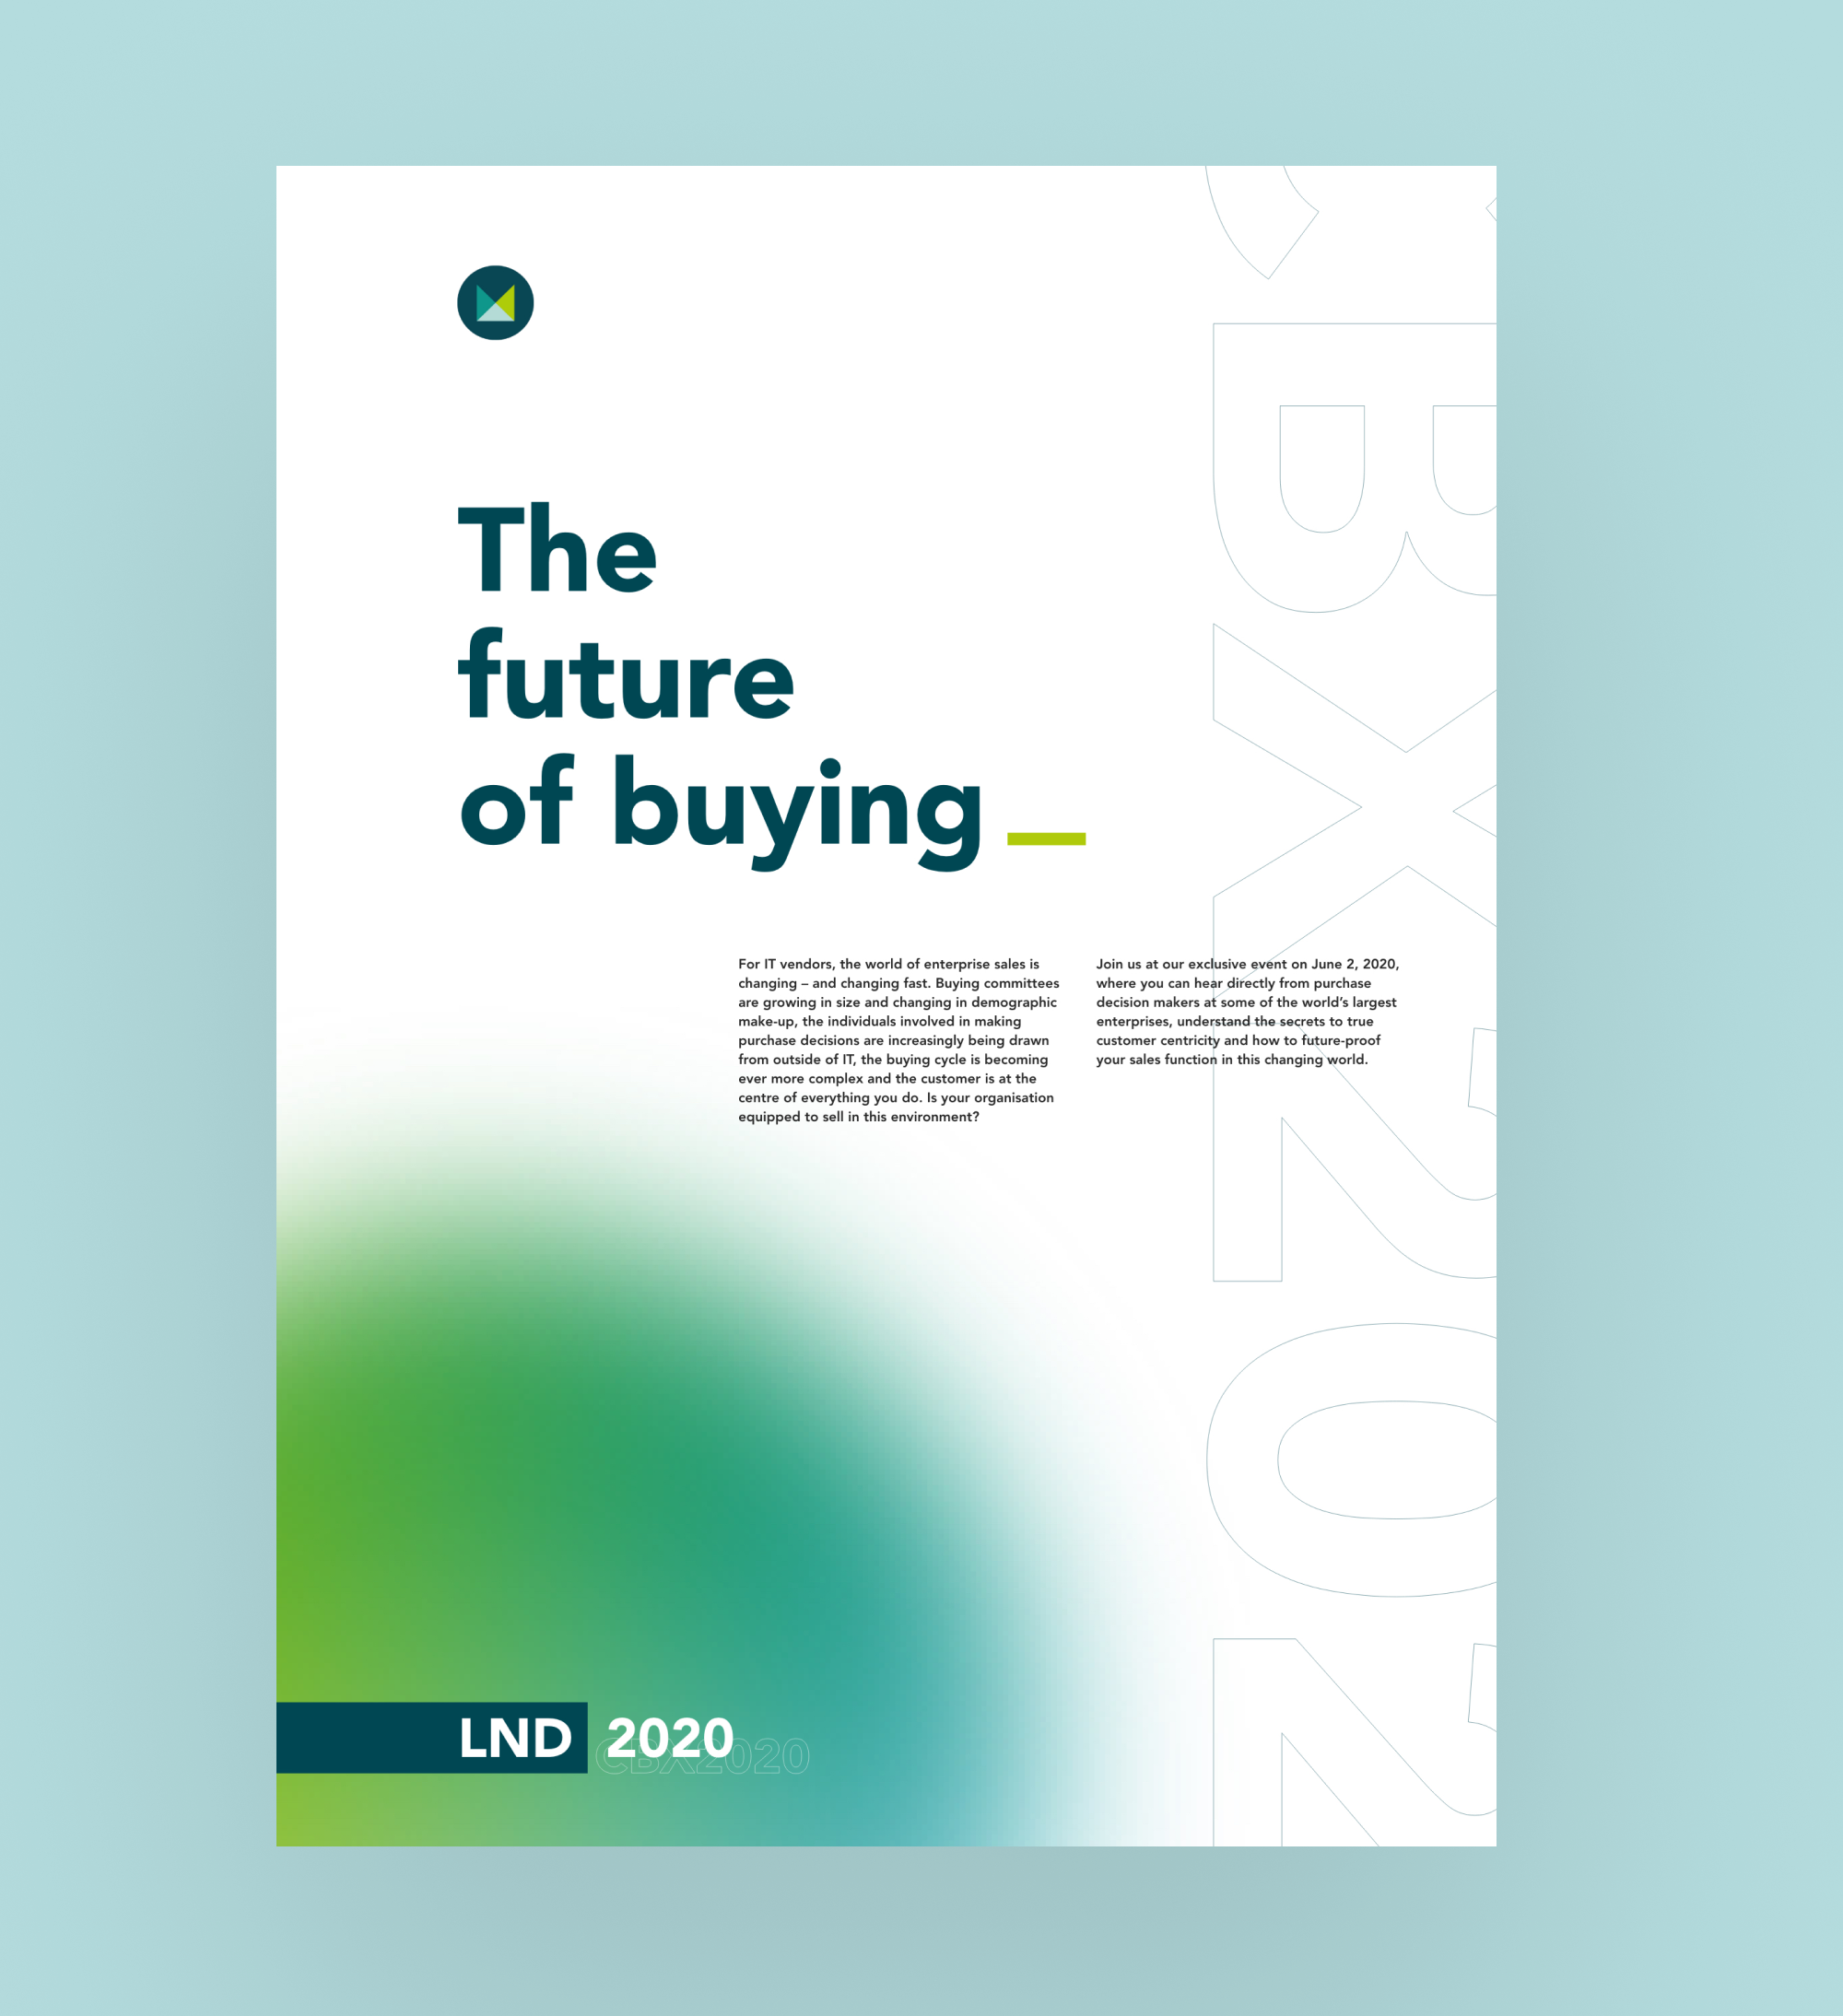 The
future
of buying_
For IT vendors, the world of enterprise sales is
changing – and changing fast. Buying committees
are growing in size and changing in demographic
make-up, the individuals involved in making
purchase decisions are increasingly being drawn
from outside of IT, the buying cycle is becoming
ever more complex and the customer is at the
centre of everything you do. Is your organisation
equipped to sell in this environment?
Join us at our exclusive event on June 2, 2020,
where you can hear directly from purchase
decision makers at some of the world’s largest
enterprises, understand the secrets to true
customer centricity and how to future-proof
your sales function in this changing world.
CBX202
LND 2020
CBX2020